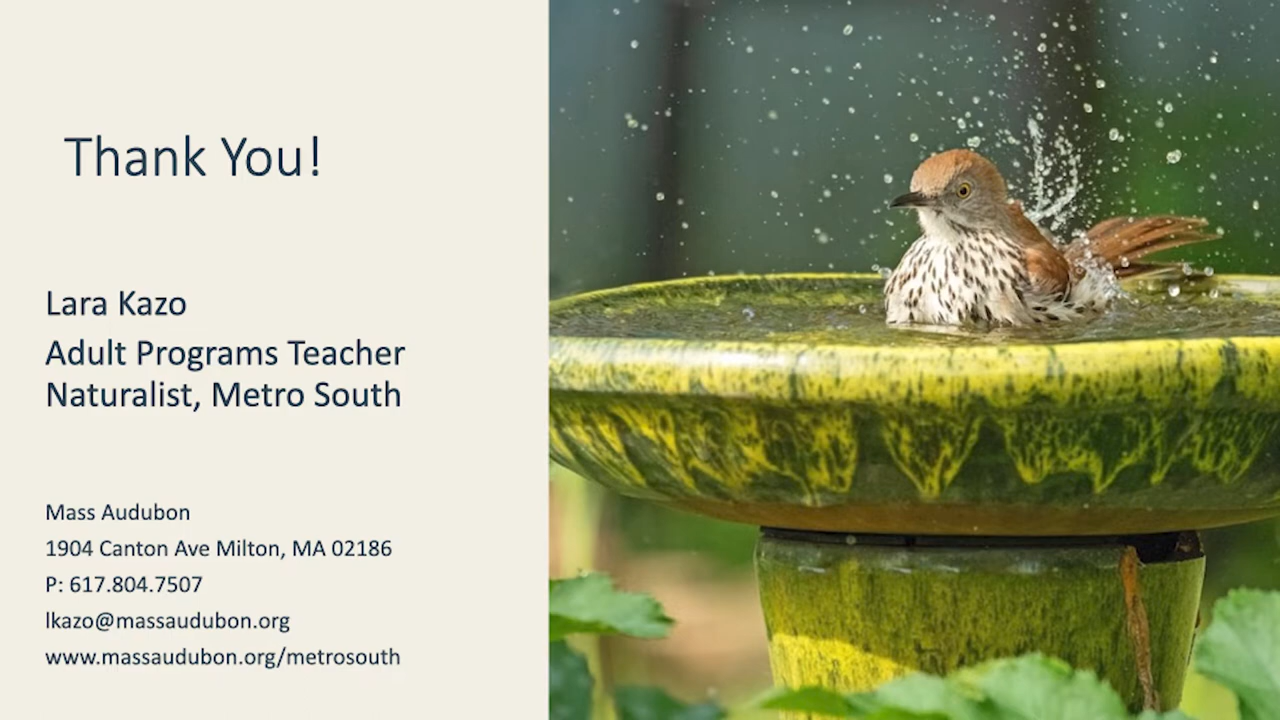 Thank You!
Lara Kazo
Adult Programs Teacher
Naturalist, Metro South
Mass Audubon
1904 Canton Ave Milton, MA 02186
P: 617.804.7507
lkazo@massaudubon.org
www.massaudubon.org/metrosouth